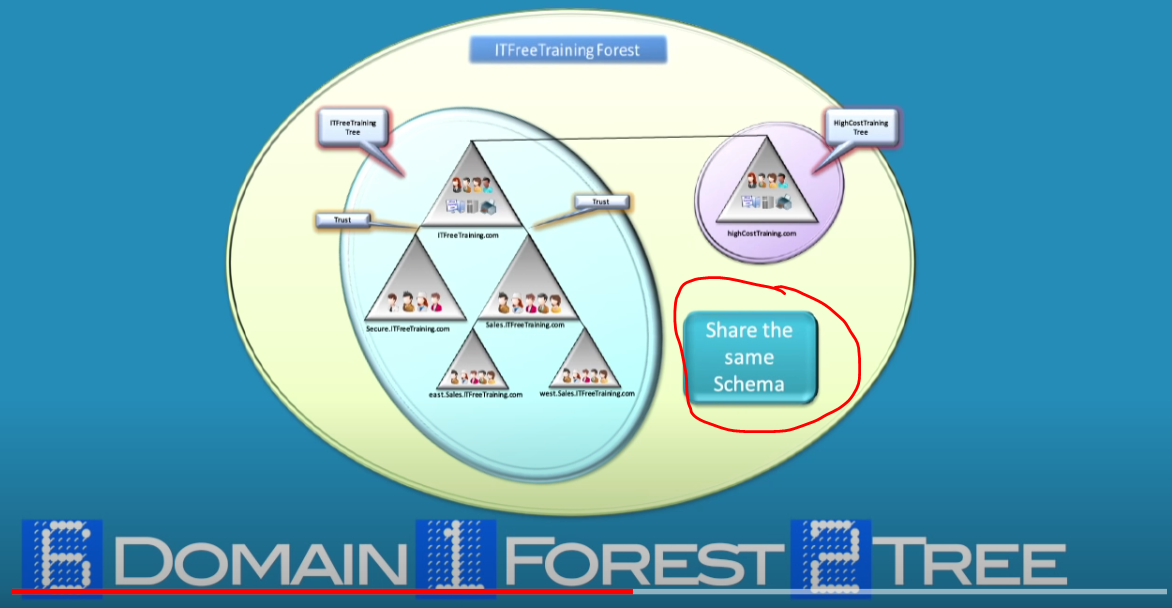 ITFreeTraining Forest
ITFreeTraining
Tree
HighCostTraining
Tree
Trust
Trust
ITFreeTraining.com
highCostTraining.com
Secure.ITFreeTraining.com
Sales.ITFreeTraining.com
east.Sales.ITFreeTraining.com
west.Sales.ITFreeTraining.com
Share the
same
Schema
6 DOMAIN 1 FOREST 2 TREE